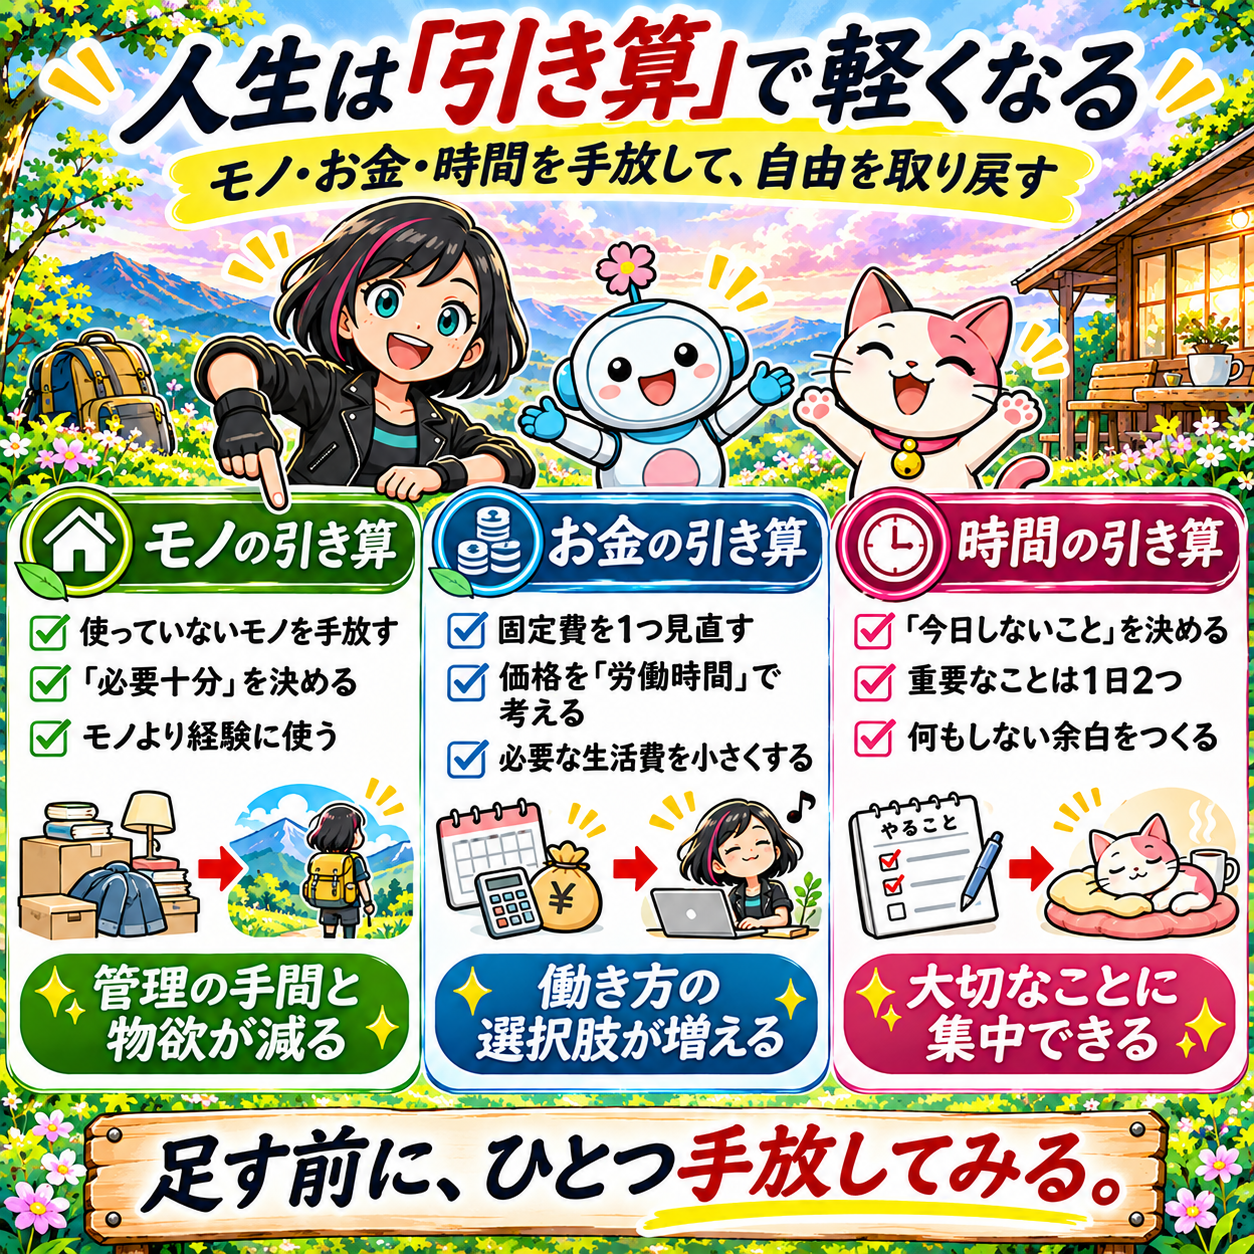 人生は「引き算」で軽くなる
モノ・お金・時間を手放して、自由を取り戻す
モノの引き算
使っていないモノを手放す
「必要十分」を決める
モノより経験に使う
管理の手間と
物欲が減る
お金の引き算
固定費を1つ見直す
価格を「労働時間」で
考える
必要な生活費を小さくする
¥
働き方の
選択肢が増える
時間の引き算
「今日しないこと」を決める
重要なことは1日2つ
何もしない余白をつくる
やること
大切なことに
集中できる
足す前に、ひとつ手放してみる。